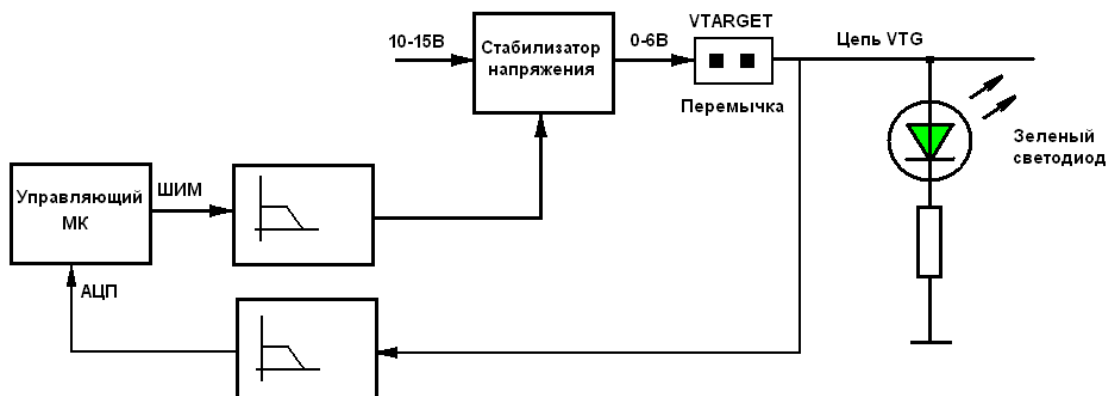 VTARGET
10-15В
Стабилизатор
напряжения
0-6В
Цепь VTG
Перемычка
Зеленый
светодиод
Управляющий
МК
ШИМ
АЦП